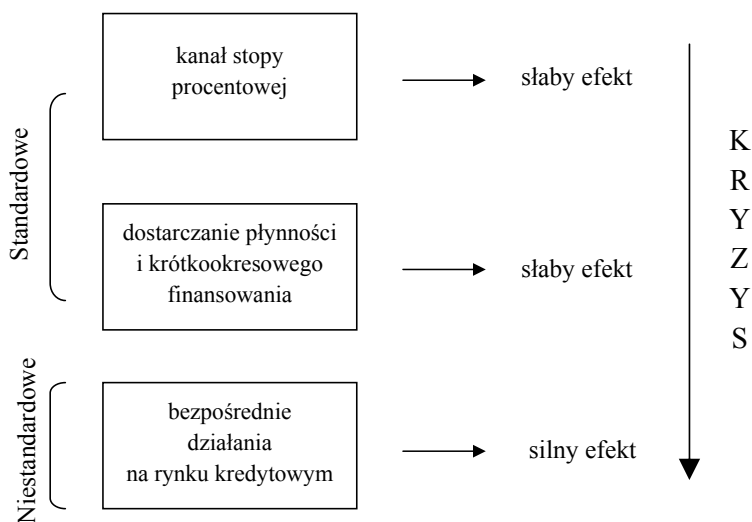 kanał stopy
procentowej
słaby efekt
Standardowe
dostarczanie płynności
i krótkookresowego
finansowania
słaby efekt
Niestandardowe
bezpośrednie
działania
na rynku kredytowym
silny efekt
K
R
Y
Z
Y
S